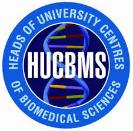 HEADS OF UNIVERSITY CENTRES
HUCBMS
OF BIOMEDICAL SCIENCES